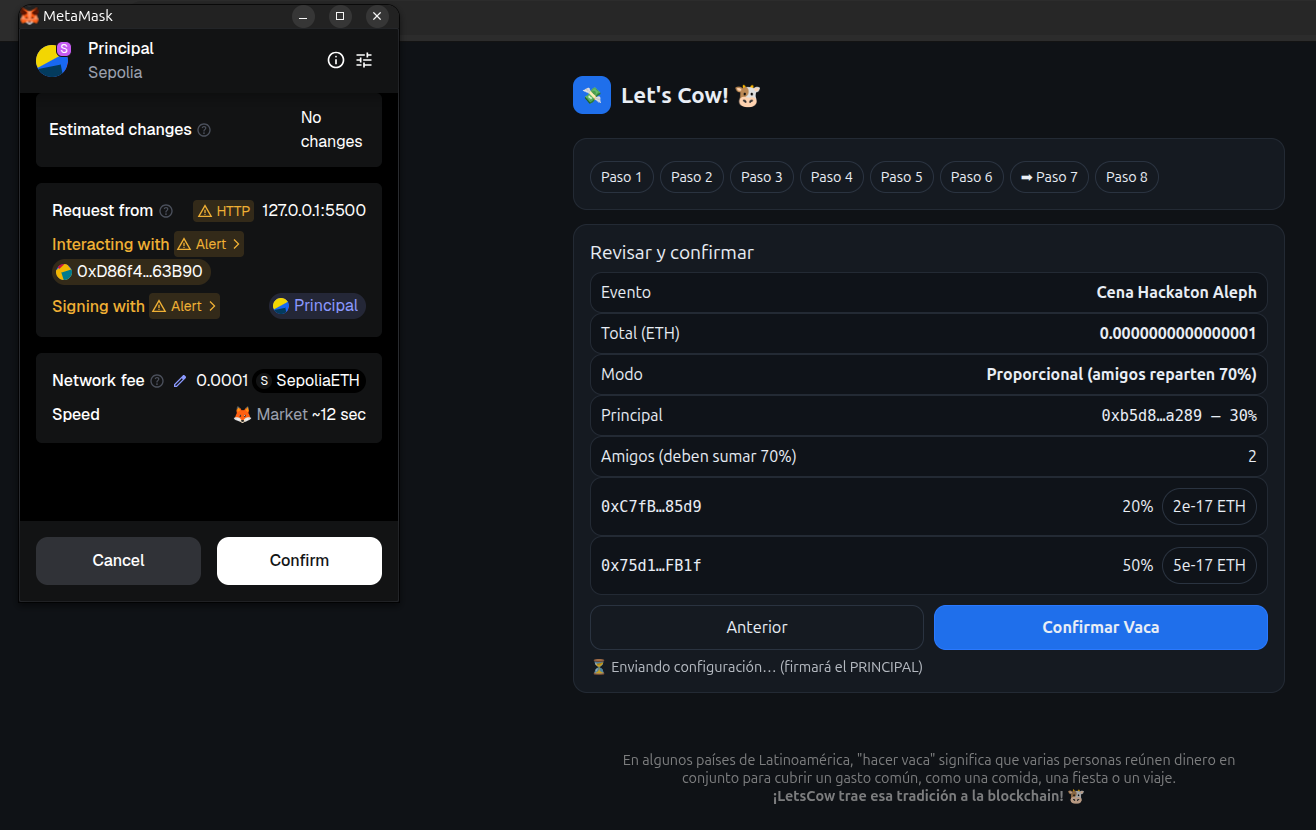 MetaMask
S
Principal
Sepolia
Estimated changes
No
changes
Request from HTTP 127.0.0.1:5500
Interacting with Alert
0xD86f4...63B90
Signing with Alert Principal
Network fee 0.0001 S SepoliaETH
Speed Market ~12 sec
Cancel Confirm
Let's Cow!
Paso 1 Paso 2 Paso 3 Paso 4 Paso 5 Paso 6 ➡ Paso 7 Paso 8
Revisar y confirmar
Evento Cena Hackaton Aleph
Total (ETH) 0.0000000000000001
Modo Proporcional (amigos reparten 70%)
Principal 0xb5d8…a289 — 30%
Amigos (deben sumar 70%) 2
0xC7fB…85d9 20% 2e-17 ETH
0x75d1…FB1f 50% 5e-17 ETH
Anterior Confirmar Vaca
⏳ Enviando configuración… (firmará el PRINCIPAL)
En algunos países de Latinoamérica, "hacer vaca" significa que varias personas reúnen dinero en
conjunto para cubrir un gasto común, como una comida, una fiesta o un viaje.
¡LetsCow trae esa tradición a la blockchain!